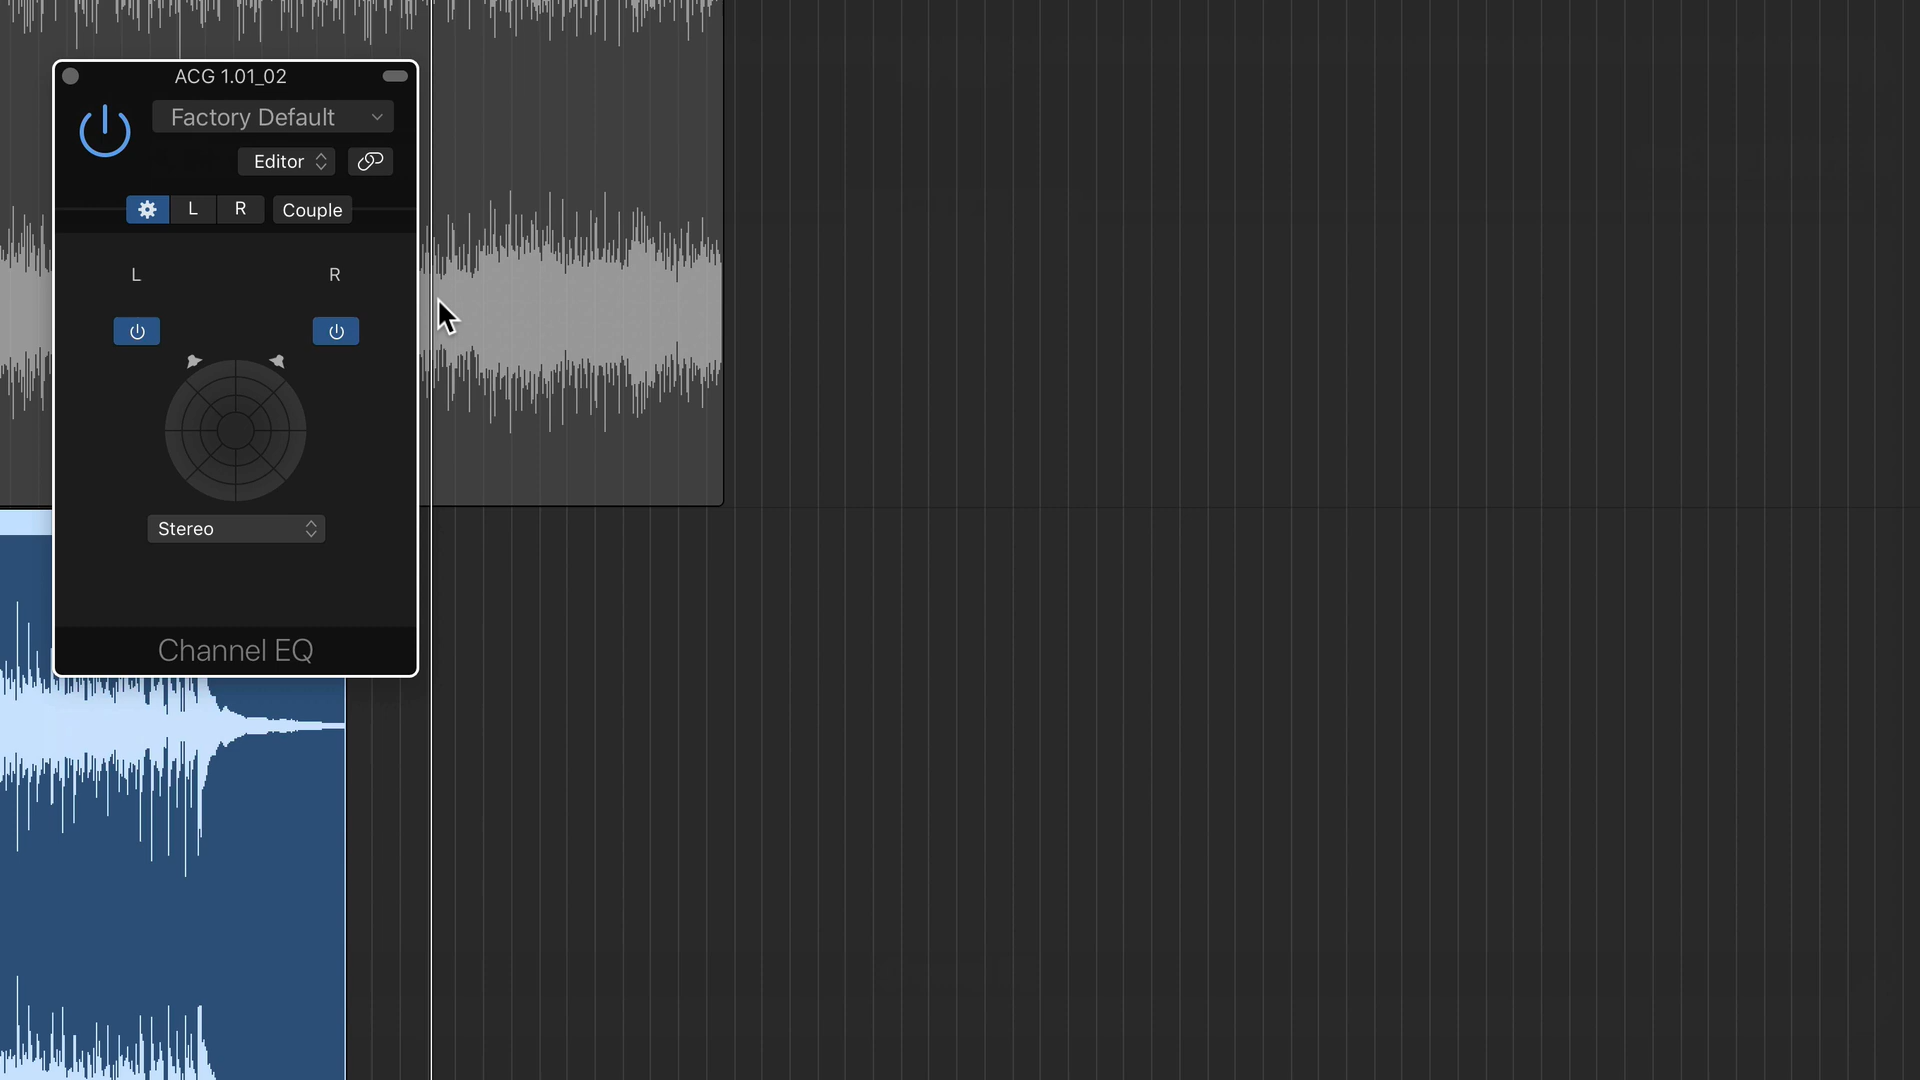 ACG 1.01_02
Factory Default
Editor
L R Couple
L R
Stereo
Channel EQ